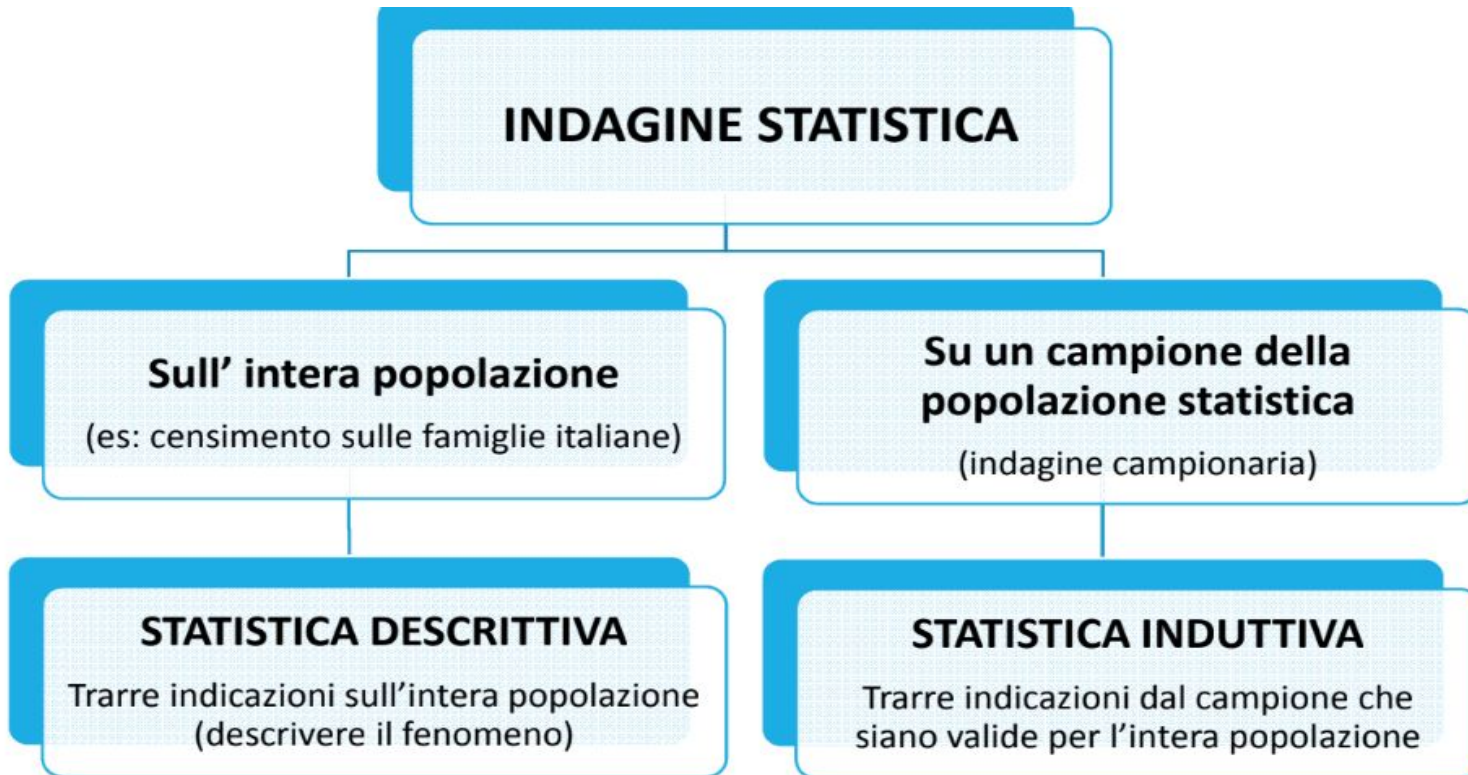 INDAGINE STATISTICA
Sull’ intera popolazione
(es: censimento sulle famiglie italiane)
Su un campione della
popolazione statistica
(indagine campionaria)
STATISTICA DESCRITTIVA
Trarre indicazioni sull’intera popolazione
(descrivere il fenomeno)
STATISTICA INDUTTIVA
Trarre indicazioni dal campione che
siano valide per l’intera popolazione